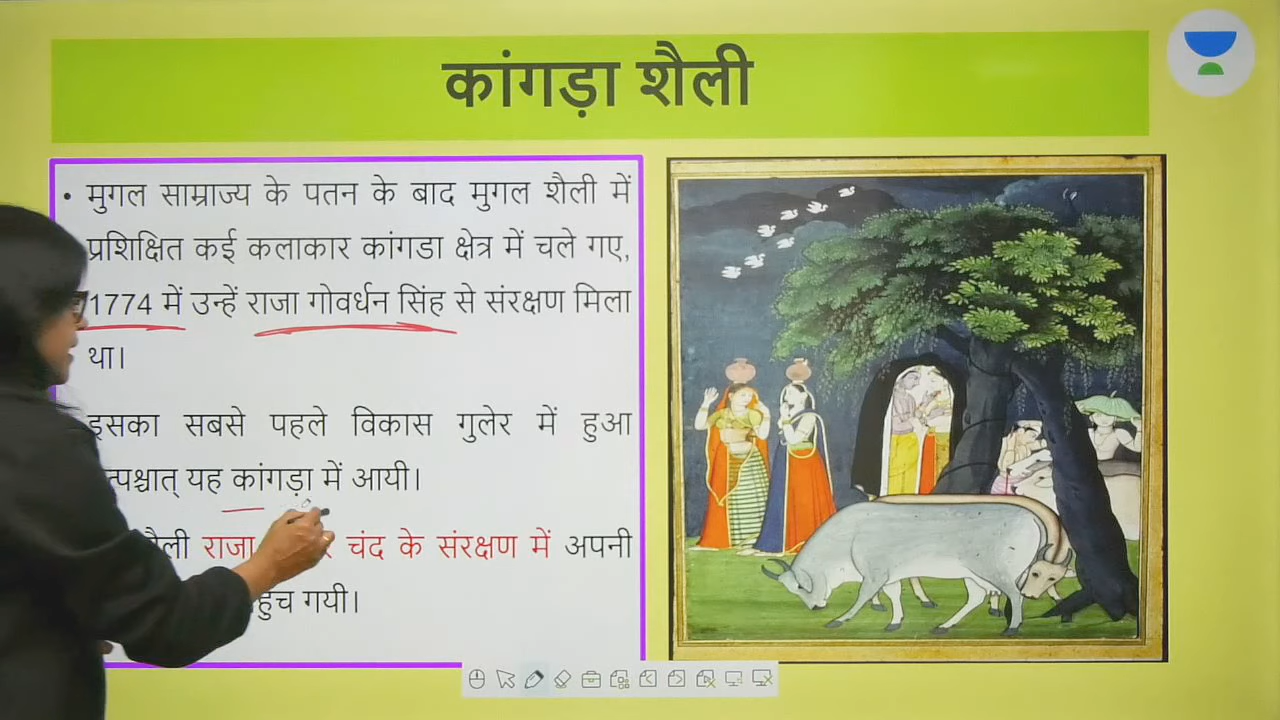 कांगड़ा शैली
• मुगल साम्राज्य के पतन के बाद मुगल शैली में
प्रशिक्षित कई कलाकार कांगडा क्षेत्र में चले गए,
1774 में उन्हें राजा गोवर्धन सिंह से संरक्षण मिला
था।
इसका सबसे पहले विकास गुलेर में हुआ
त्पश्चात् यह कांगड़ा में आयी।
राजा चंद के संरक्षण में अपनी
गयी।